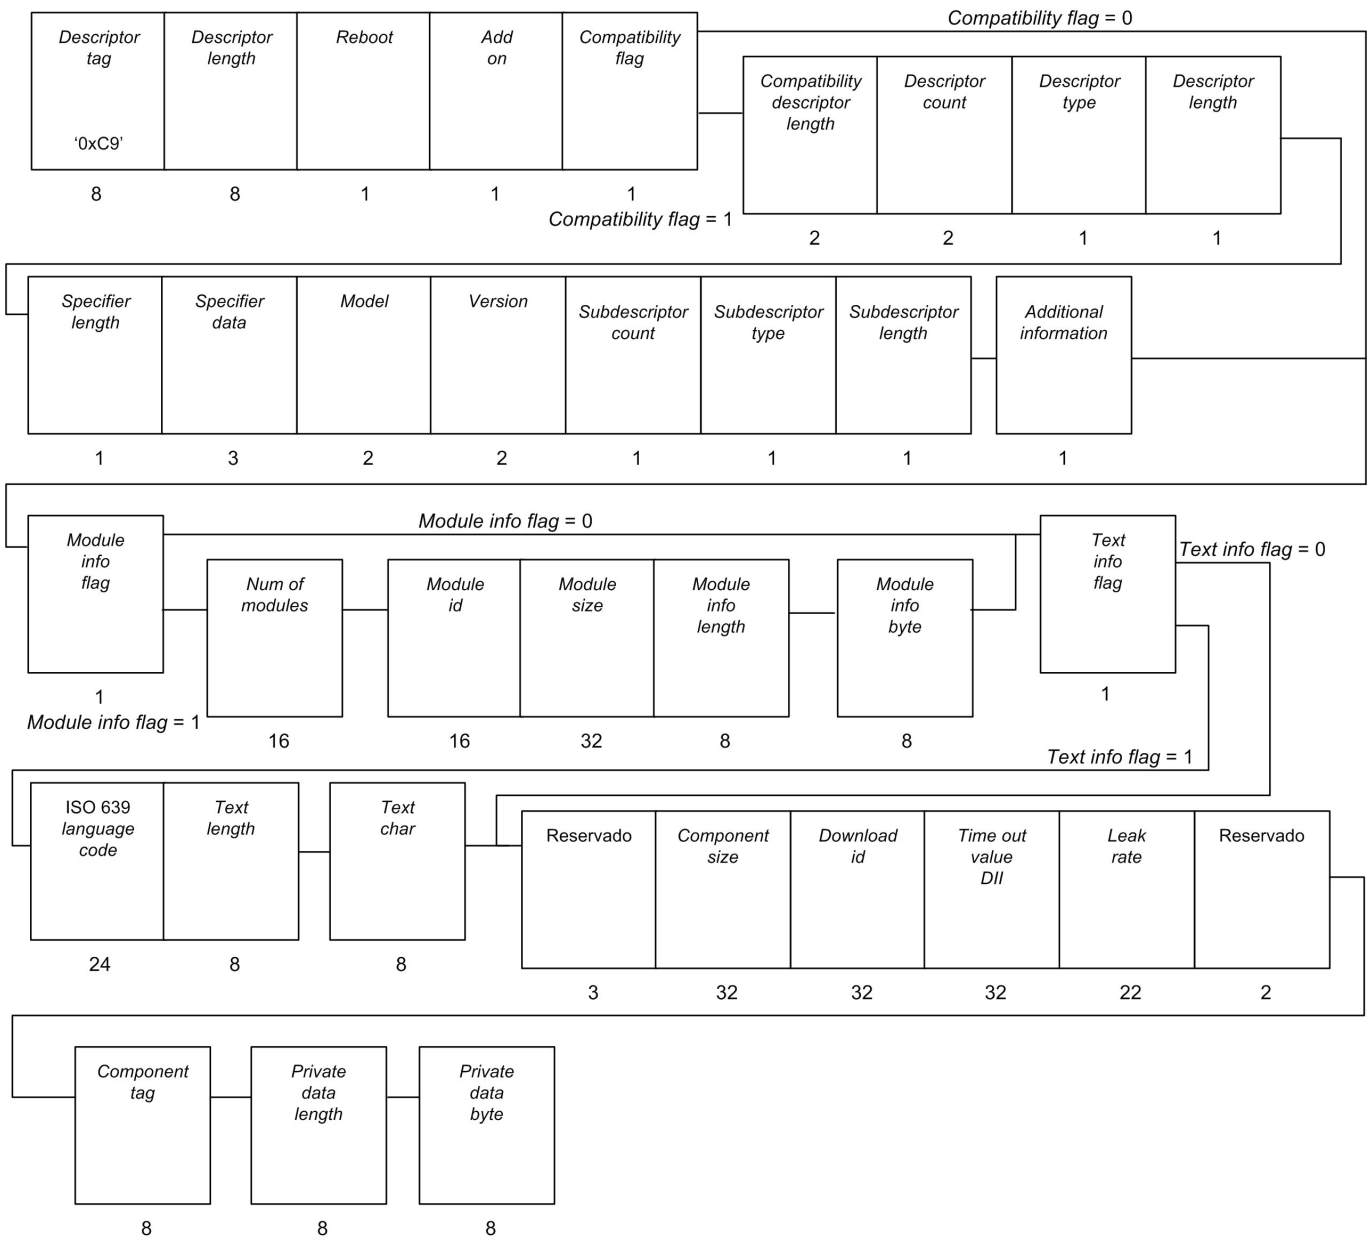 Compatibility flag = 0
Descriptor tag
Descriptor length
Reboot
Add on
Compatibility flag
'0xC9'
8
8
1
1
1
Compatibility flag = 1
Compatibility descriptor length
Descriptor count
Descriptor type
Descriptor length
2
2
1
1
Specifier length
Specifier data
Model
Version
Subdescriptor count
Subdescriptor type
Subdescriptor length
Additional information
1
3
2
2
1
1
1
1
Module info flag
1
Module info flag = 0
Module info flag = 1
Num of modules
16
Module id
Module size
Module info length
Module info byte
16
32
8
8
Text info flag
1
Text info flag = 0
Text info flag = 1
ISO 639 language code
Text length
Text char
24
8
8
Reservado
Component size
Download id
Time out value DII
Leak rate
Reservado
3
32
32
32
22
2
Component tag
Private data length
Private data byte
8
8
8